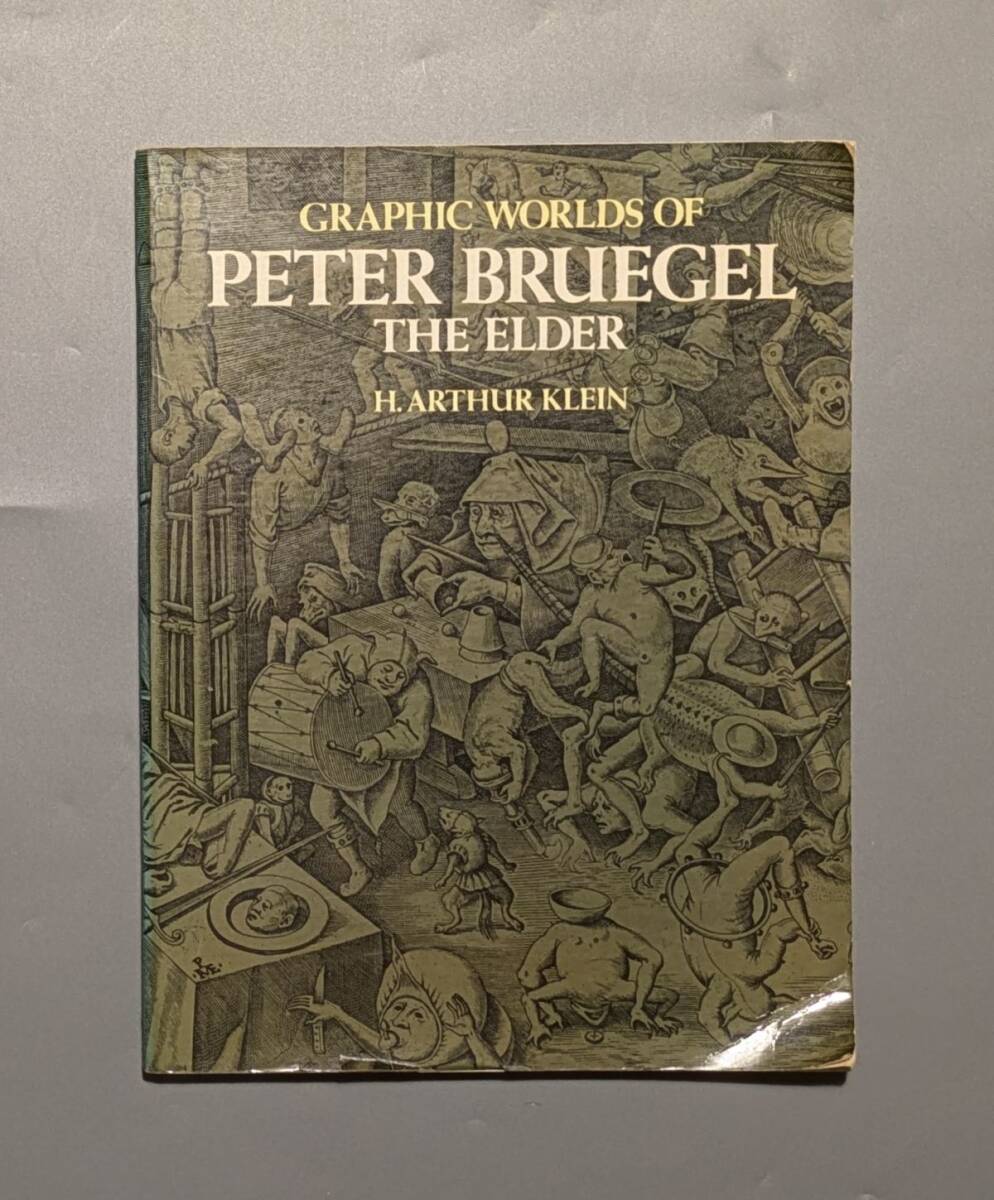 GRAPHIC WORLDS OF
PETER BRUEGEL
THE ELDER
H. ARTHUR KLEIN